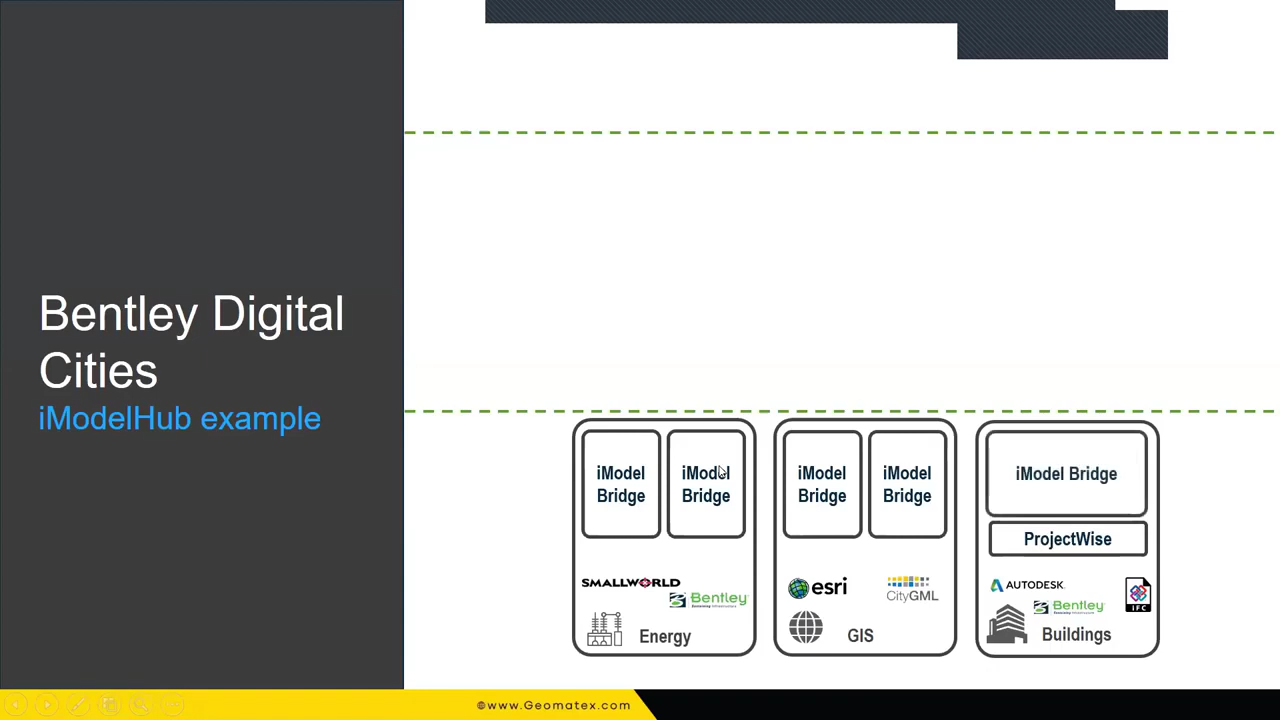 Bentley Digital
Cities
iModelHub example
iModel
Bridge
iModel
Bridge
SMALLWORLD
Bentley
Energy
iModel
Bridge
iModel
Bridge
esri
CityGML
GIS
iModel Bridge
ProjectWise
AUTODESK
Bentley
IFC
Buildings
©www.Geomatex.com